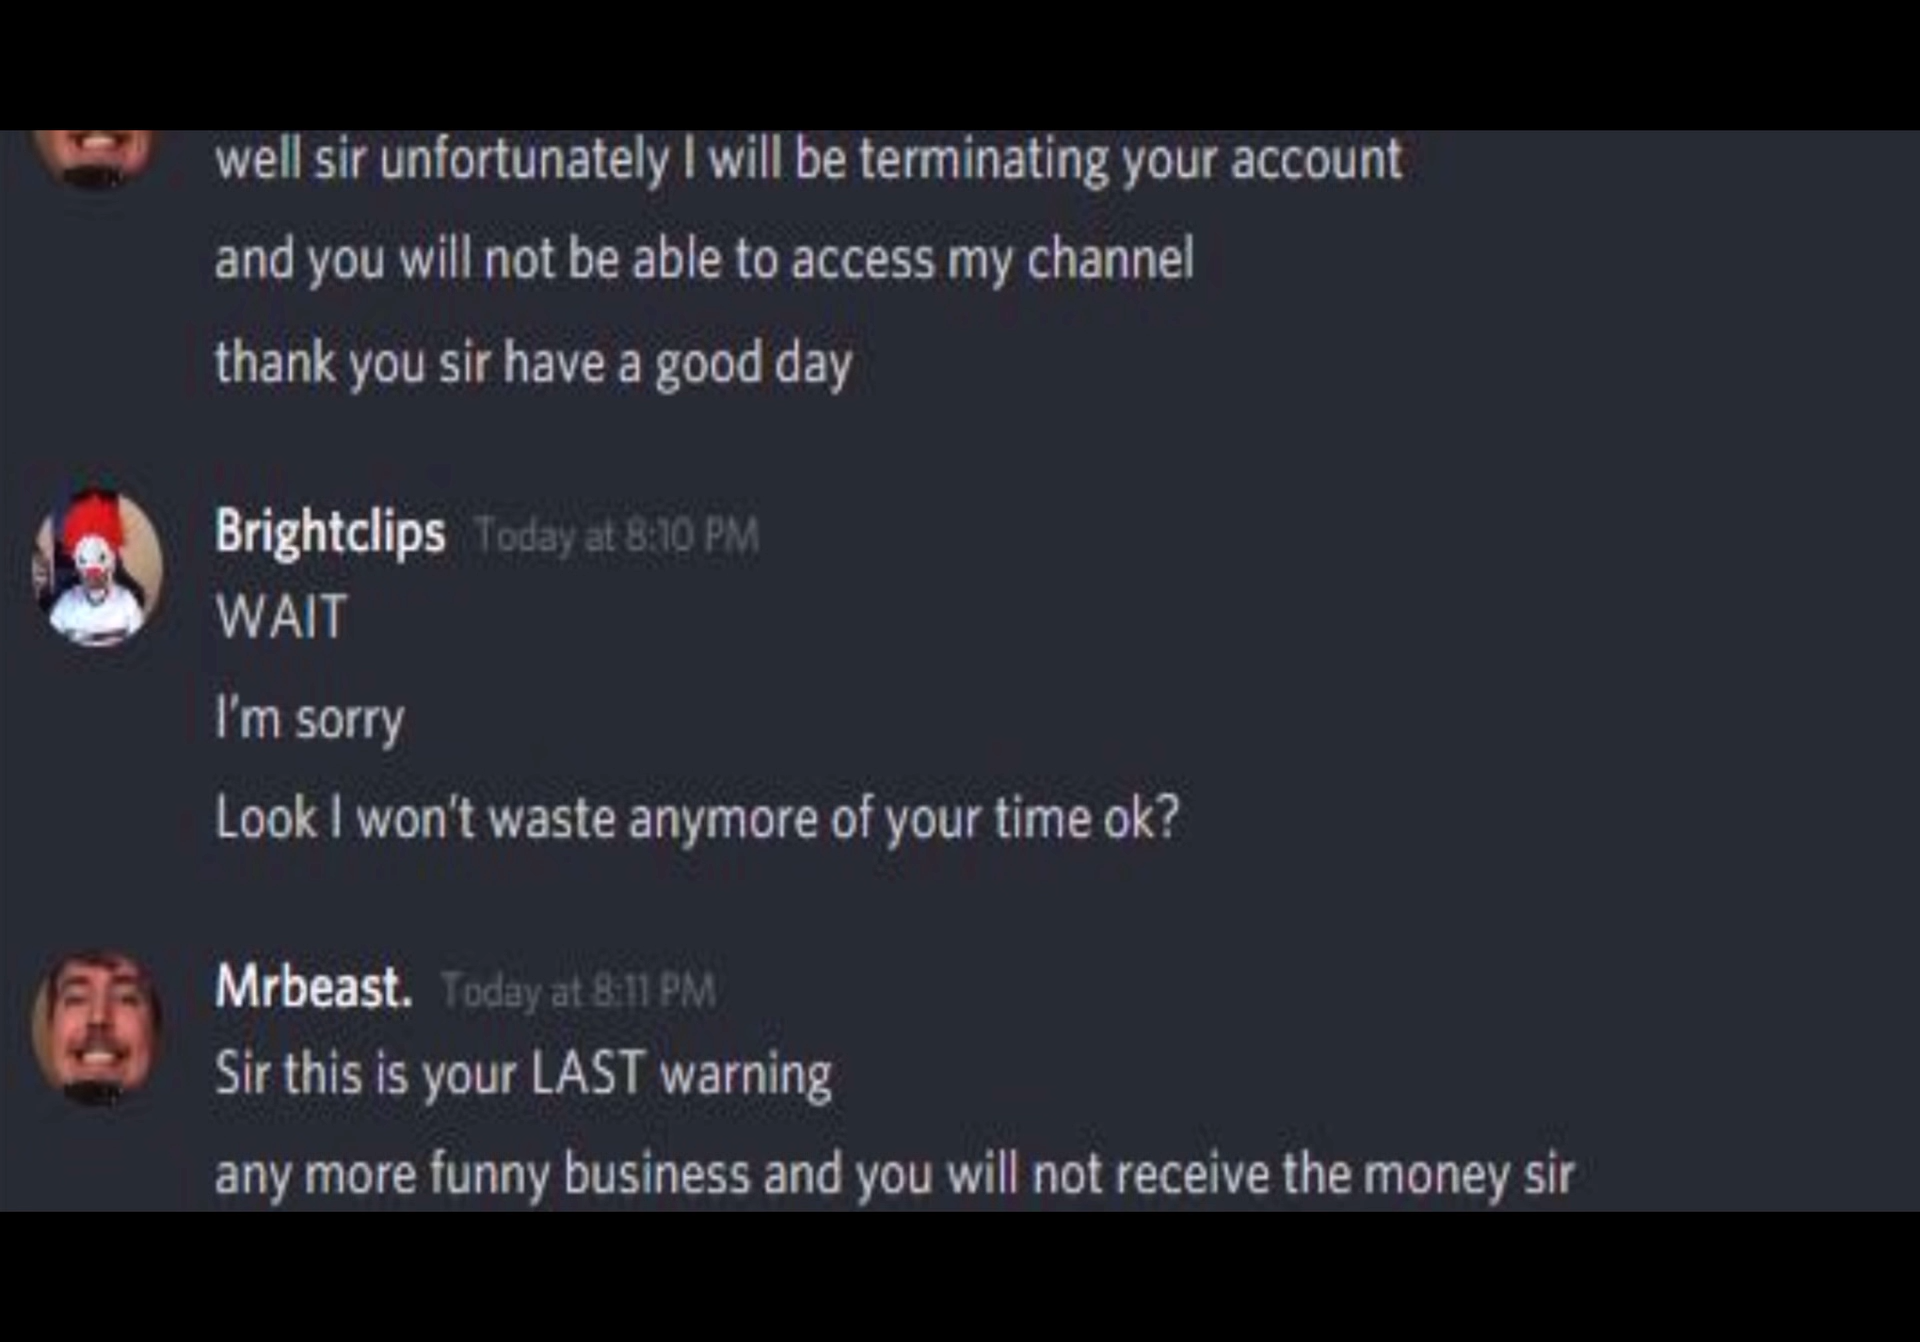 well sir unfortunately I will be terminating your account
and you will not be able to access my channel
thank you sir have a good day
Brightclips Today at 8:10 PM
WAIT
I'm sorry
Look I won't waste anymore of your time ok?
Mrbeast. Today at 8:11 PM
Sir this is your LAST warning
any more funny business and you will not receive the money sir